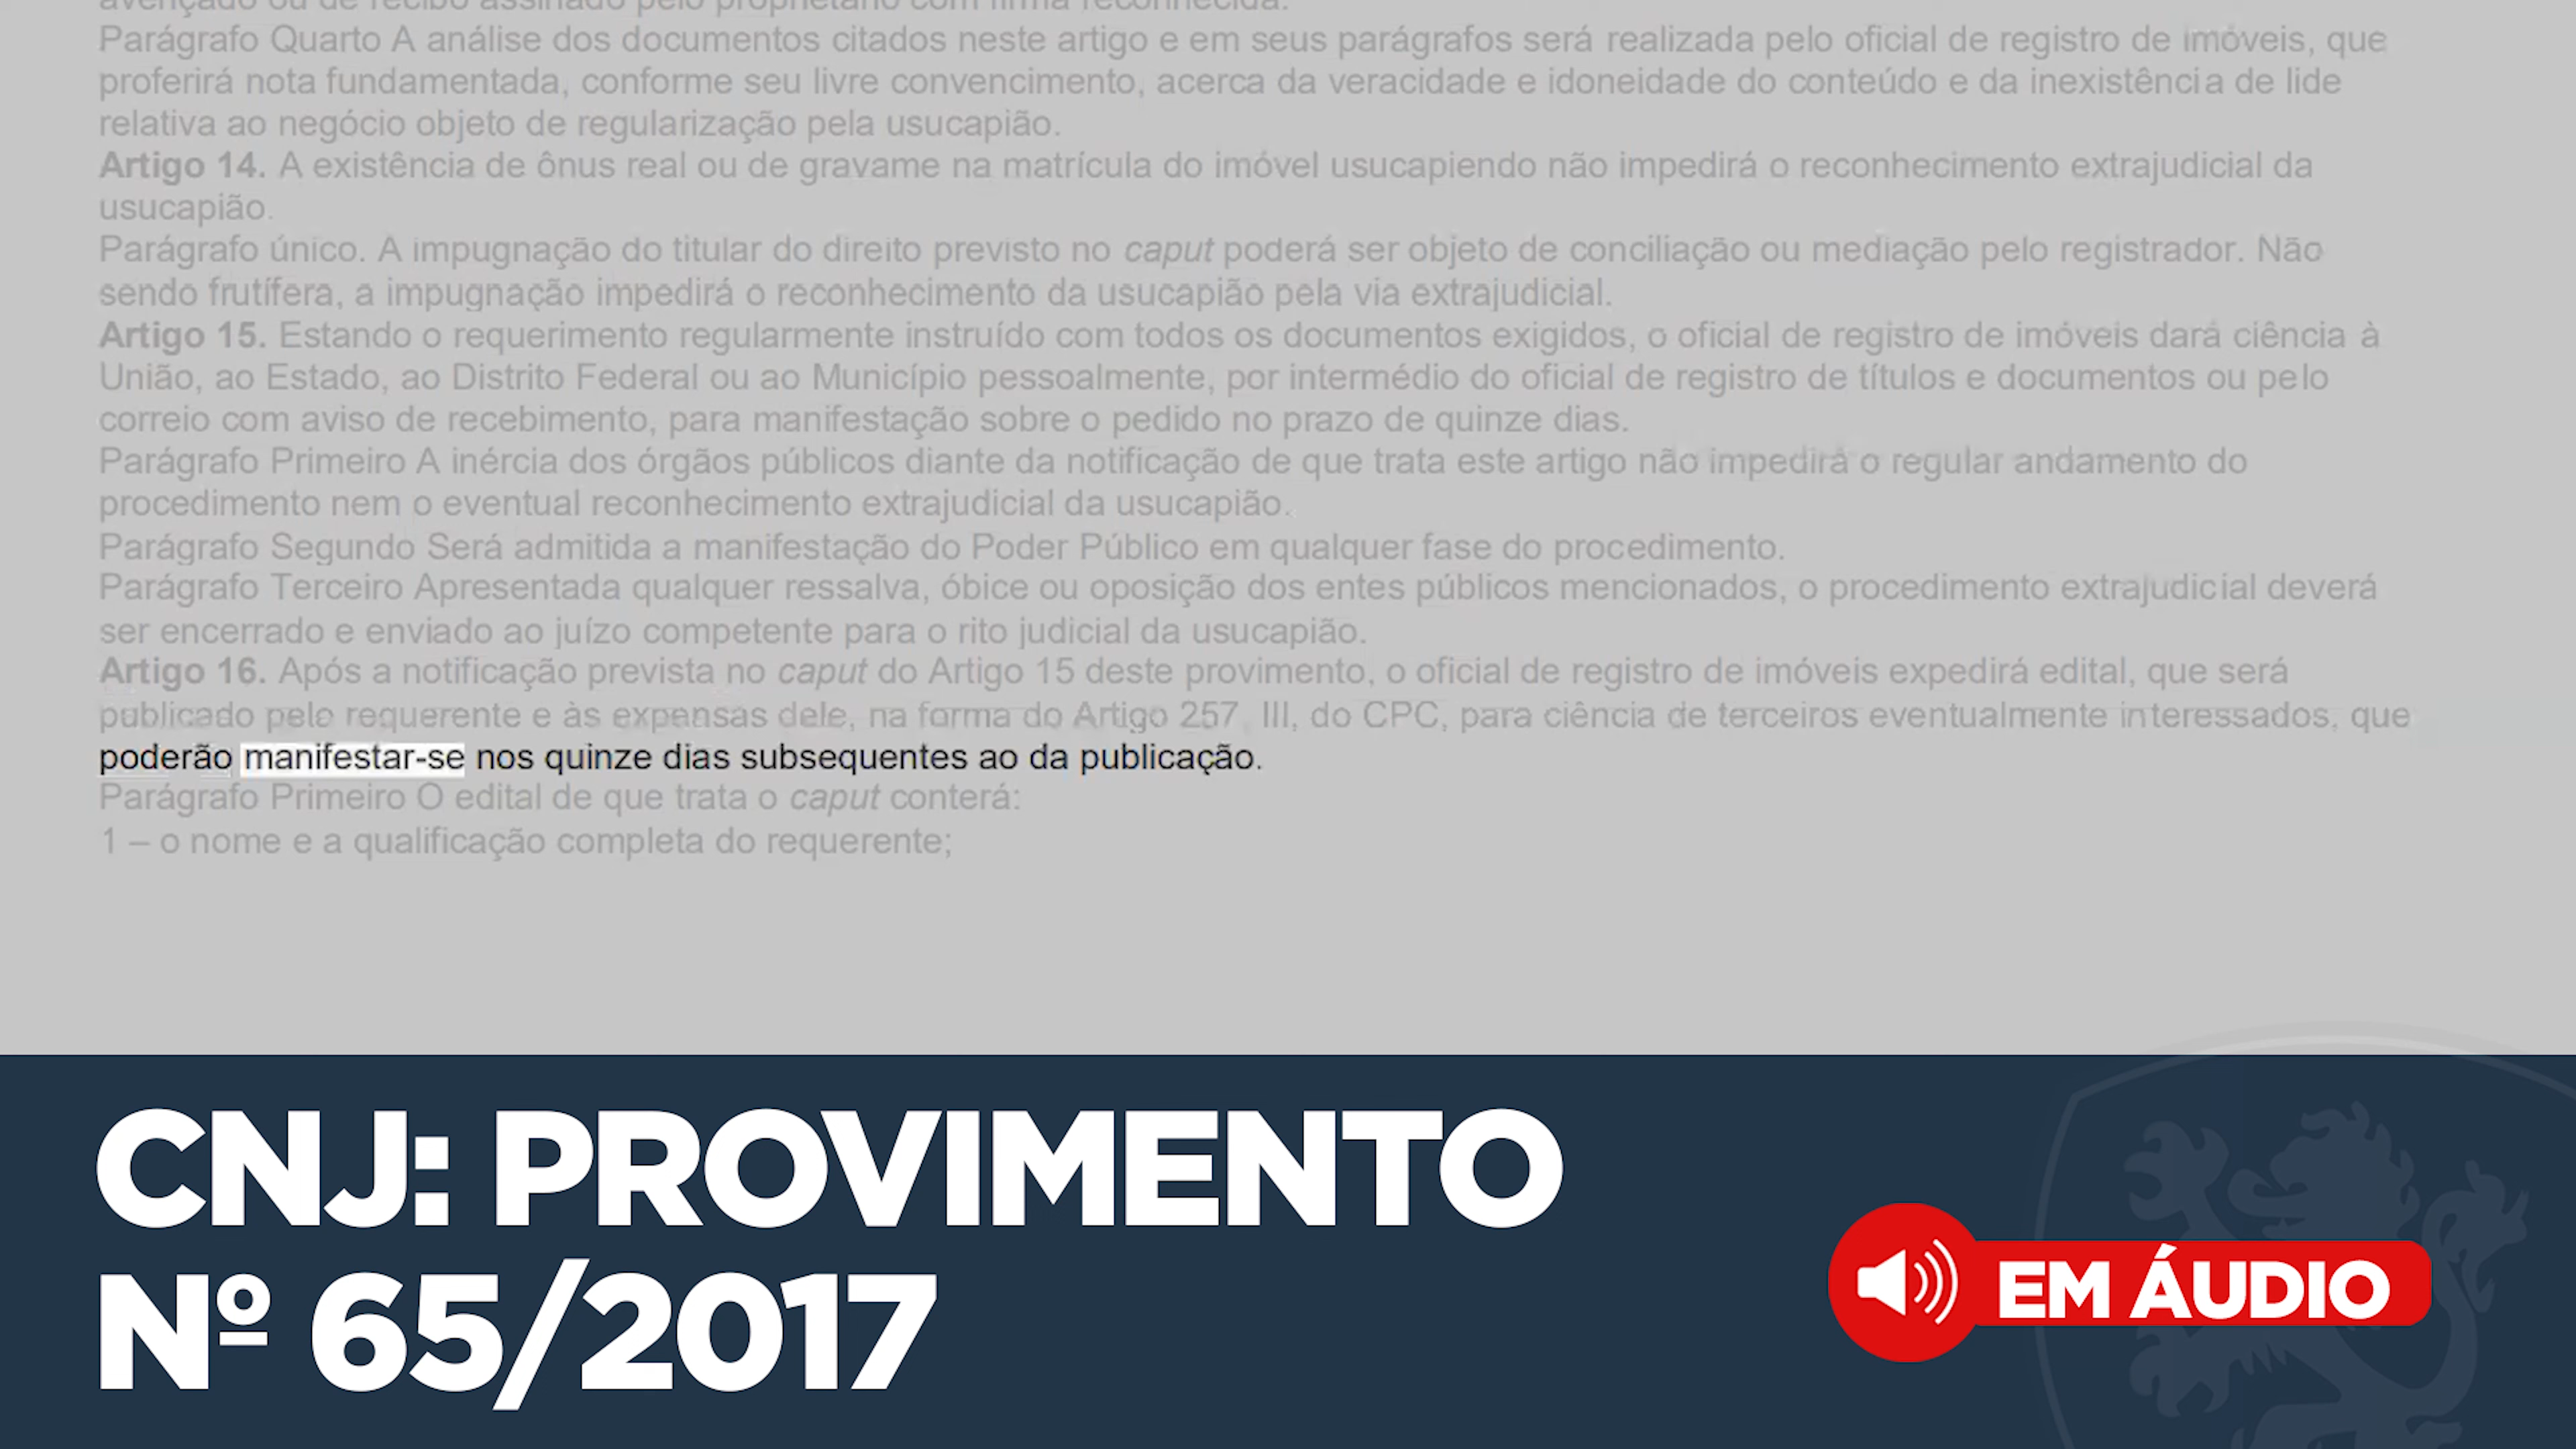 avençado ou de recibo assinado pelo proprietário com firma reconhecida.
Parágrafo Quarto A análise dos documentos citados neste artigo e em seus parágrafos será realizada pelo oficial de registro de imóveis, que
proferirá nota fundamentada, conforme seu livre convencimento, acerca da veracidade e idoneidade do conteúdo e da inexistência de lide
relativa ao negócio objeto de regularização pela usucapião.
Artigo 14. A existência de ônus real ou de gravame na matrícula do imóvel usucapiendo não impedirá o reconhecimento extrajudicial da
usucapião.
Parágrafo único. A impugnação do titular do direito previsto no caput poderá ser objeto de conciliação ou mediação pelo registrador. Não
sendo frutífera, a impugnação impedirá o reconhecimento da usucapião pela via extrajudicial.
Artigo 15. Estando o requerimento regularmente instruído com todos os documentos exigidos, o oficial de registro de imóveis dará ciência à
União, ao Estado, ao Distrito Federal ou ao Município pessoalmente, por intermédio do oficial de registro de títulos e documentos ou pelo
correio com aviso de recebimento, para manifestação sobre o pedido no prazo de quinze dias.
Parágrafo Primeiro A inércia dos órgãos públicos diante da notificação de que trata este artigo não impedirá o regular andamento do
procedimento nem o eventual reconhecimento extrajudicial da usucapião.
Parágrafo Segundo Será admitida a manifestação do Poder Público em qualquer fase do procedimento.
Parágrafo Terceiro Apresentada qualquer ressalva, óbice ou oposição dos entes públicos mencionados, o procedimento extrajudicial deverá
ser encerrado e enviado ao juízo competente para o rito judicial da usucapião.
Artigo 16. Após a notificação prevista no caput do Artigo 15 deste provimento, o oficial de registro de imóveis expedirá edital, que será
publicado pelo requerente e às expensas dele, na forma do Artigo 257, III, do CPC, para ciência de terceiros eventualmente interessados, que
poderão manifestar-se nos quinze dias subsequentes ao da publicação.
Parágrafo Primeiro O edital de que trata o caput conterá:
1 – o nome e a qualificação completa do requerente;
CNJ: PROVIMENTO
Nº 65/2017
EM ÁUDIO